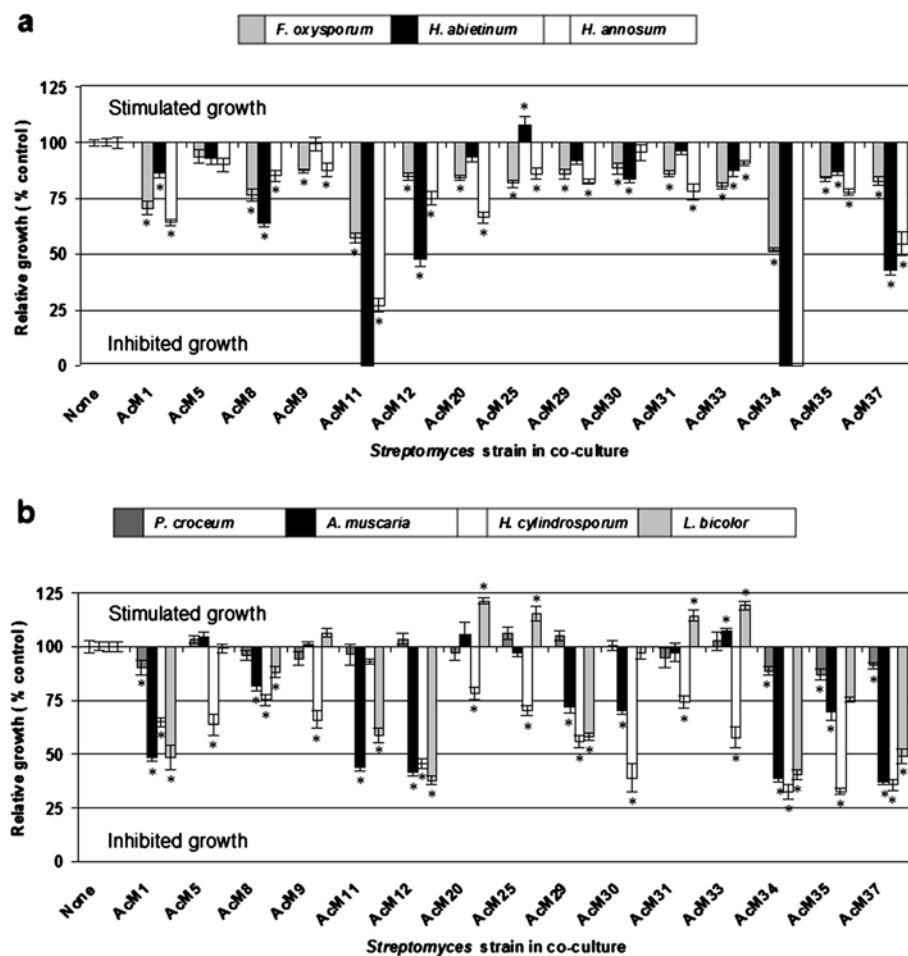 a
F. oxysporum H. abietinum H. annosum
Relative growth ( % control)
125
100
75
50
25
0
Stimulated growth
* * * * * * * * * * * * * * * * * * * * * * * * * * * * * * * * *
Inhibited growth
None AcM1 AcM5 AcM8 AcM9 AcM11 AcM12 AcM20 AcM25 AcM29 AcM30 AcM31 AcM33 AcM34 AcM35 AcM37
Streptomyces strain in co-culture
b
P. croceum A. muscaria H. cylindrosporum L. bicolor
Relative growth ( % control)
125
100
75
50
25
0
Stimulated growth
Inhibited growth
None AcM1 AcM5 AcM8 AcM9 AcM11 AcM12 AcM20 AcM25 AcM29 AcM30 AcM31 AcM33 AcM34 AcM35 AcM37
Streptomyces strain in co-culture